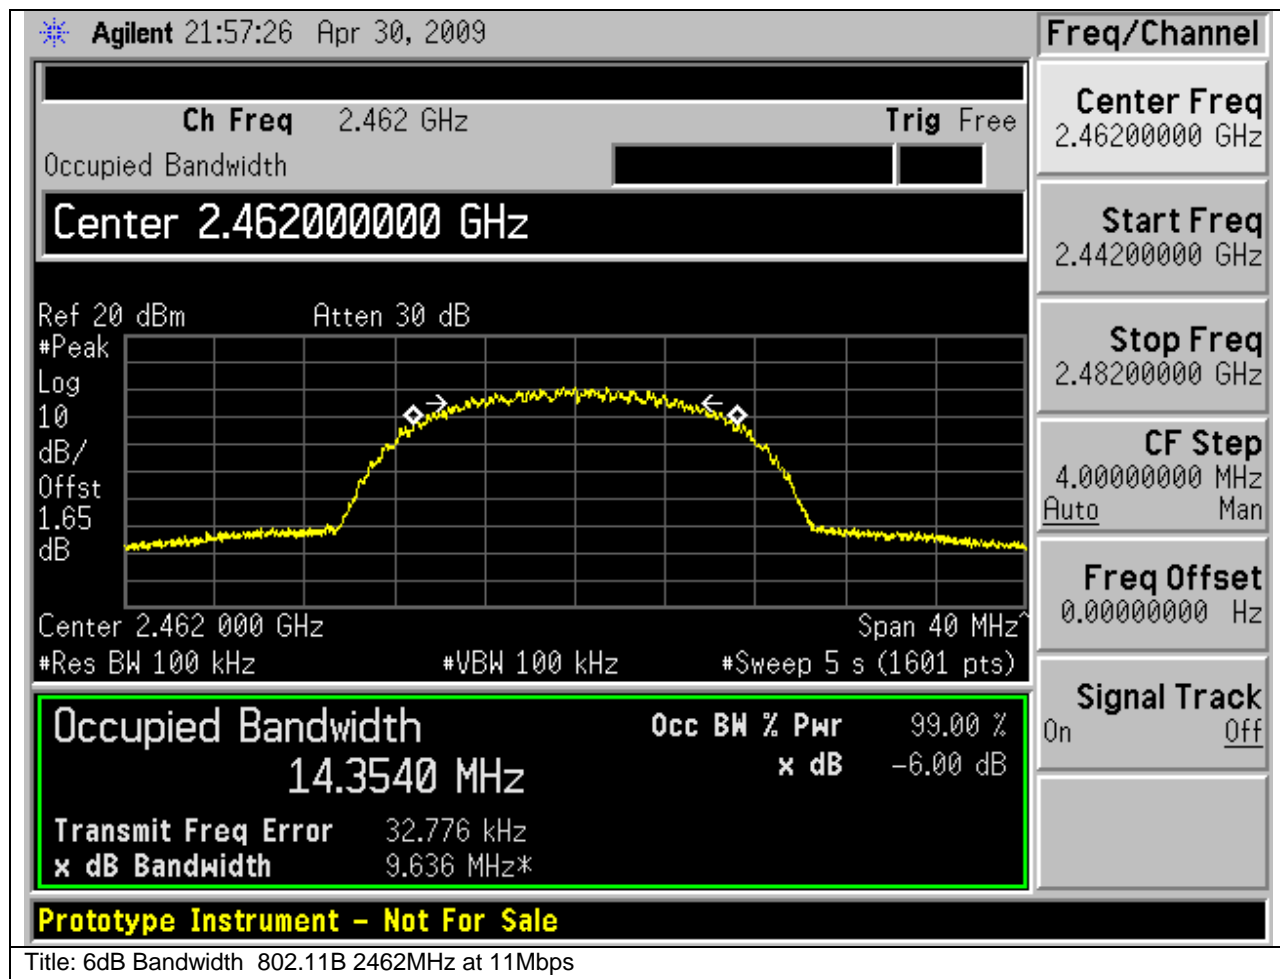 Agilent 21:57:26 Apr 30, 2009
Freq/Channel
Ch Freq 2.462 GHz
Trig Free
Occupied Bandwidth
Center 2.462000000 GHz
Ref 20 dBm
Atten 30 dB
#Peak
Log
10
dB/
Offst
1.65
dB
Center 2.462 000 GHz
Span 40 MHz^
#Res BW 100 kHz
#VBW 100 kHz
#Sweep 5 s (1601 pts)
Occupied Bandwidth
14.3540 MHz
Occ BW % Pwr 99.00 %
x dB -6.00 dB
Transmit Freq Error 32.776 kHz
x dB Bandwidth 9.636 MHz*
Center Freq
2.46200000 GHz
Start Freq
2.44200000 GHz
Stop Freq
2.48200000 GHz
CF Step
4.00000000 MHz
Auto Man
Freq Offset
0.00000000 Hz
Signal Track
On Off
Prototype Instrument - Not For Sale
Title: 6dB Bandwidth 802.11B 2462MHz at 11Mbps